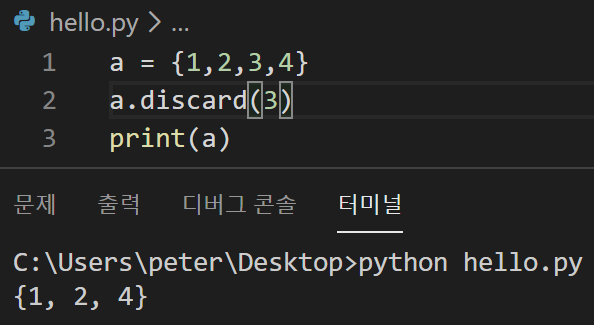 hello.py > ...
1 a = {1,2,3,4}
2 a.discard(3)
3 print(a)
문제 출력 디버그 콘솔 터미널
C:\Users\peter\Desktop>python hello.py
{1, 2, 4}